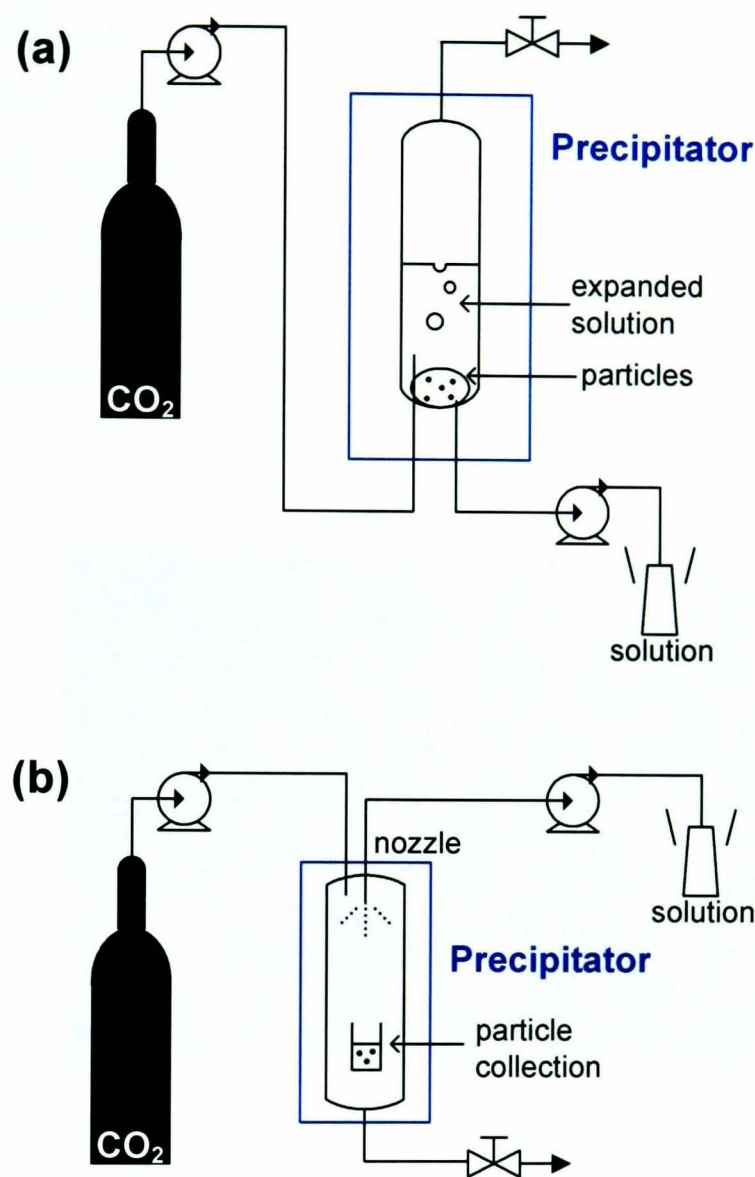 (a)
Precipitator
expanded
solution
particles
CO₂
solution
(b)
nozzle
solution
Precipitator
particle
collection
CO₂